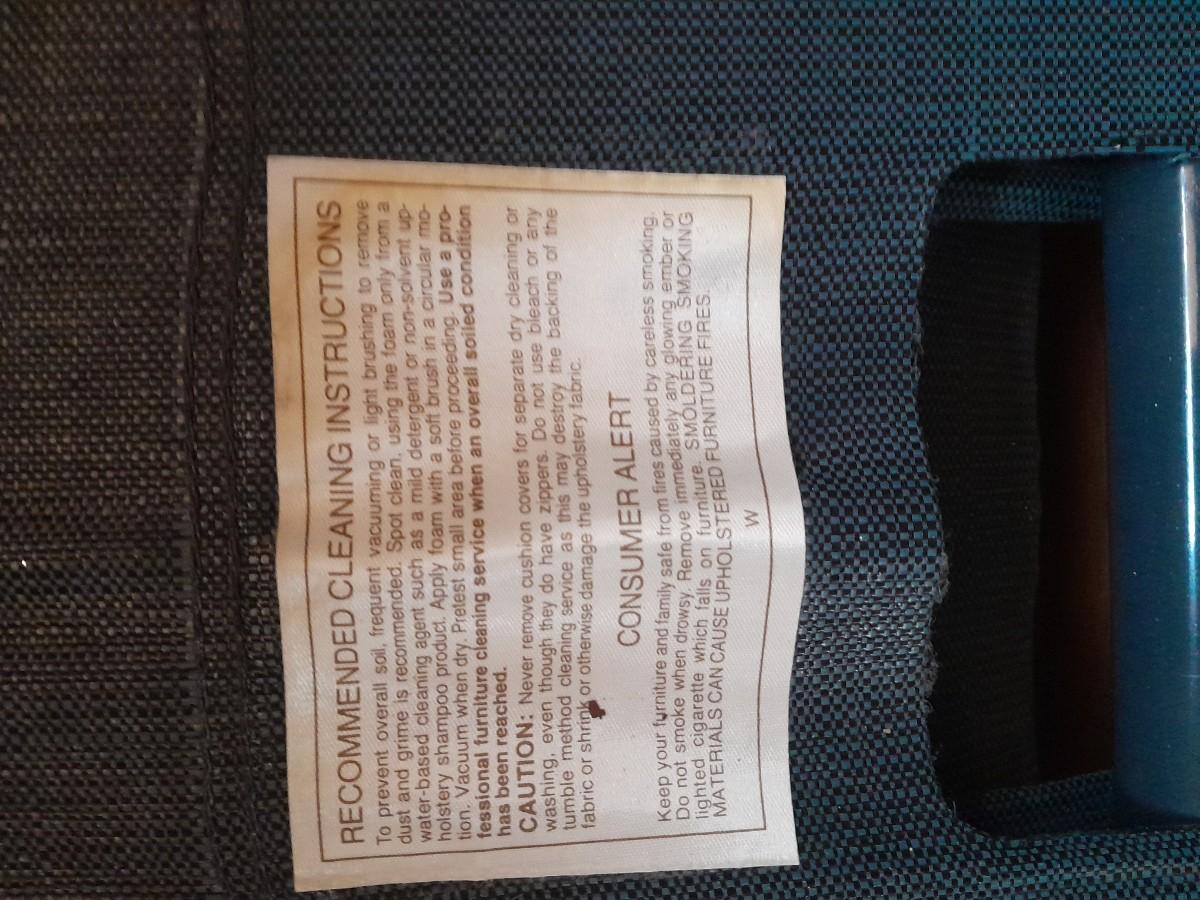 RECOMMENDED CLEANING INSTRUCTIONS
To prevent overall soil, frequent vacuuming or light brushing to remove
dust and grime is recommended. Spot clean, using the foam only from a
water-based cleaning agent such as a mild detergent or non-solvent up-
holstery shampoo product. Apply foam with a soft brush in a circular mo-
tion. Vacuum when dry. Pretest small area before proceeding. Use a pro-
fessional furniture cleaning service when an overall soiled condition
has been reached.
CAUTION: Never remove cushion covers for separate dry cleaning or
washing, even though they do have zippers. Do not use bleach or any
tumble method cleaning service as this may destroy the backing of the
fabric or shrink or otherwise damage the upholstery fabric.
CONSUMER ALERT
Keep your furniture and family safe from fires caused by careless smoking.
Do not smoke when drowsy. Remove immediately any glowing ember or
lighted cigarette which falls on furniture. SMOLDERING SMOKING
MATERIALS CAN CAUSE UPHOLSTERED FURNITURE FIRES.
W